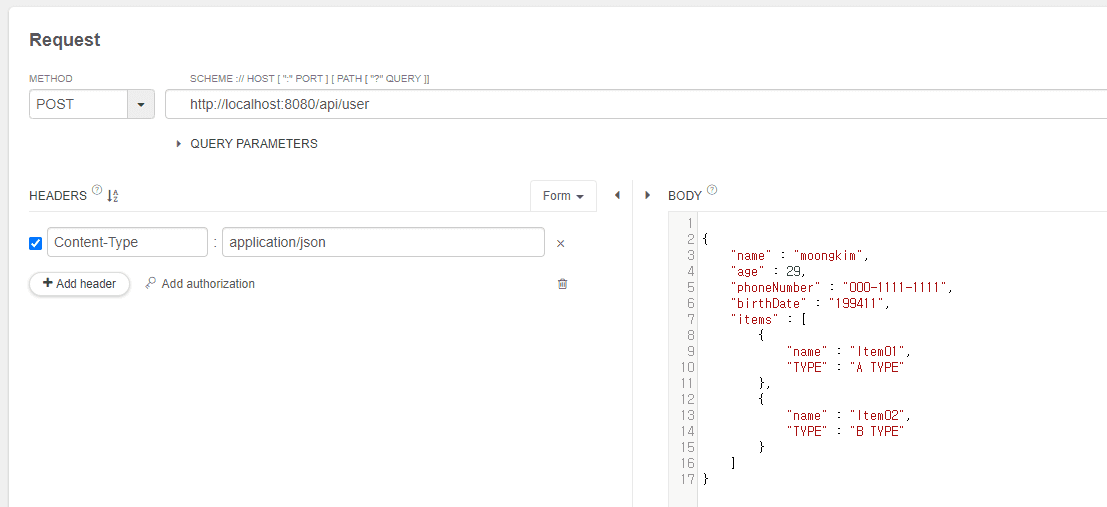 Request
METHOD SCHEME :// HOST [ ":" PORT ] [ PATH [ "?" QUERY ]]
POST http://localhost:8080/api/user
QUERY PARAMETERS
HEADERS ? A Z Form BODY ?
Content-Type : application/json ×
+ Add header Add authorization
1
2 {
3 "name" : "moongkim",
4 "age" : 29,
5 "phoneNumber" : "000-1111-1111",
6 "birthDate" : "199411",
7 "items" : [
8 {
9 "name" : "Item01",
10 "TYPE" : "A TYPE"
11 },
12 {
13 "name" : "Item02",
14 "TYPE" : "B TYPE"
15 }
16 ]
17 }